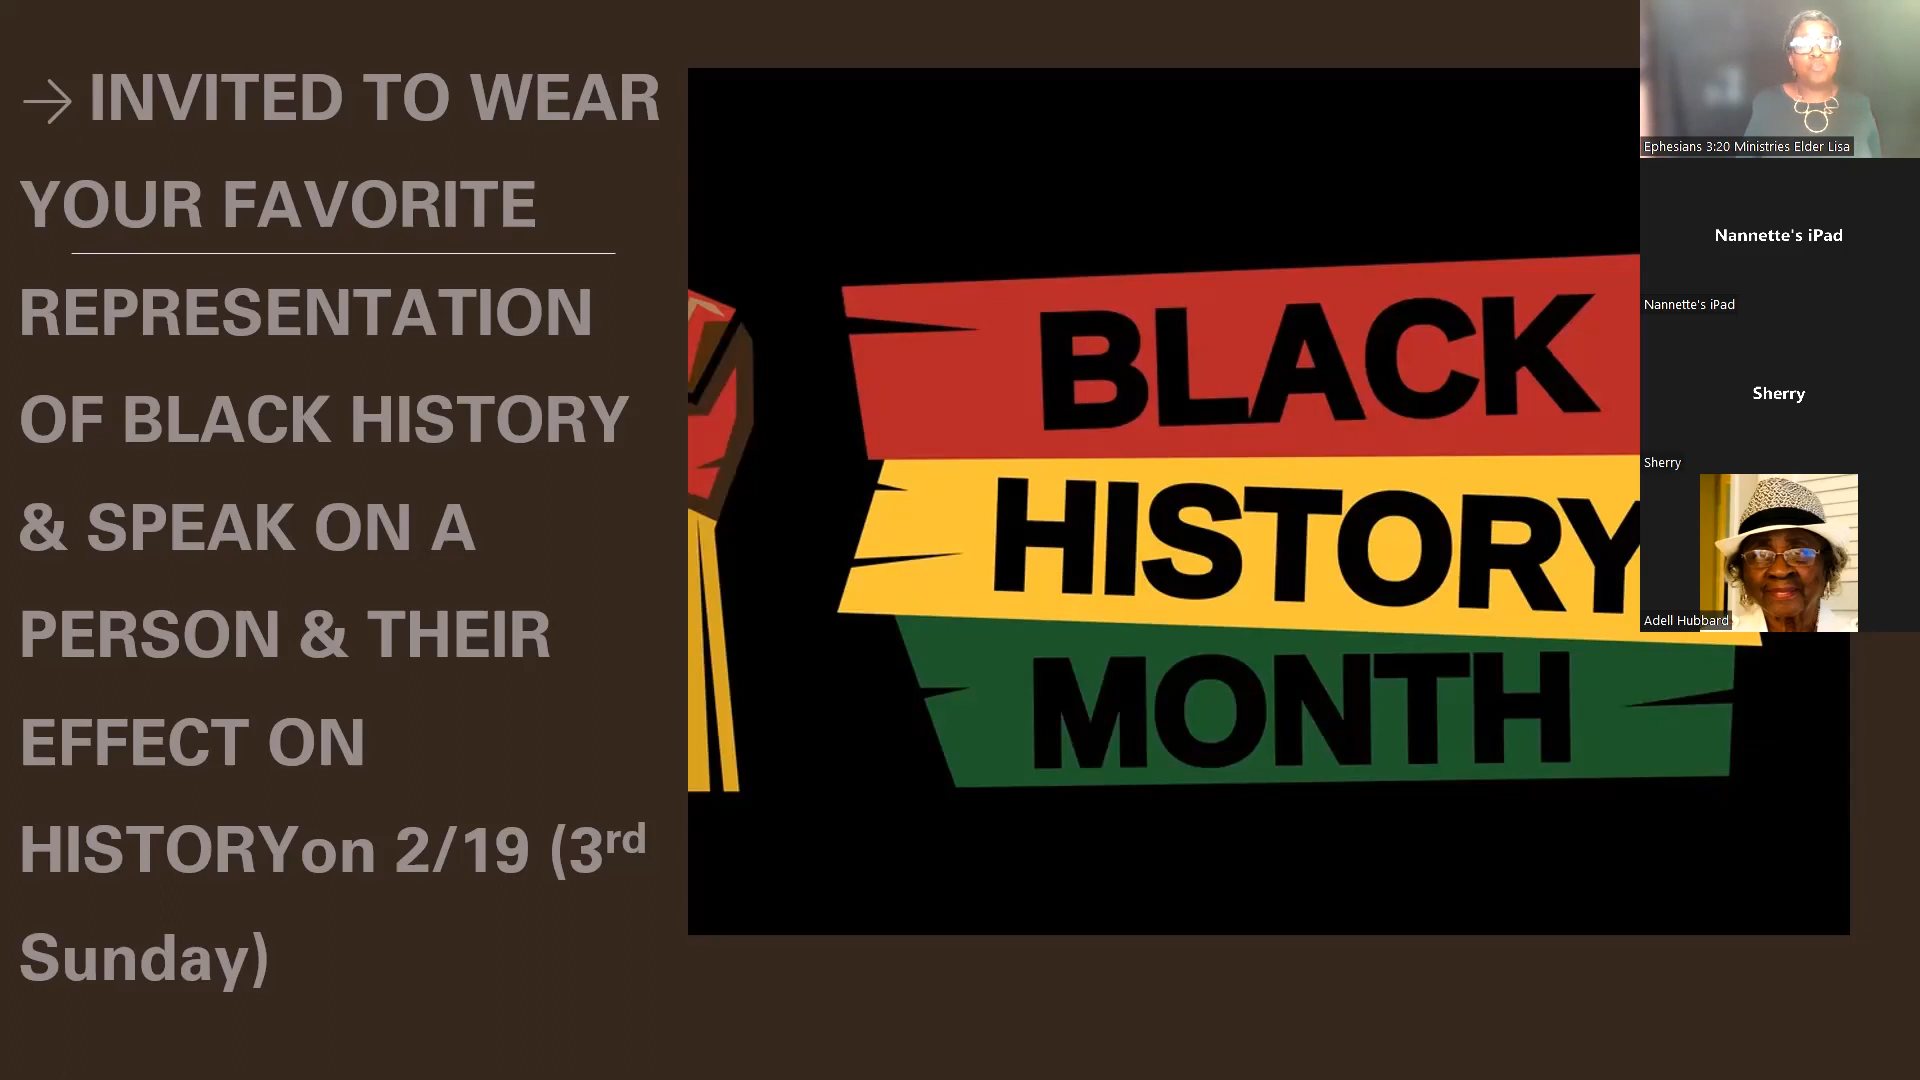 → INVITED TO WEAR
YOUR FAVORITE
REPRESENTATION
OF BLACK HISTORY
& SPEAK ON A
PERSON & THEIR
EFFECT ON
HISTORYon 2/19 (3rd
Sunday)
BLACK
HISTORY
MONTH
Ephesians 3:20 Ministries Elder Lisa
Nannette's iPad
Nannette's iPad
Sherry
Sherry
Adell Hubbard